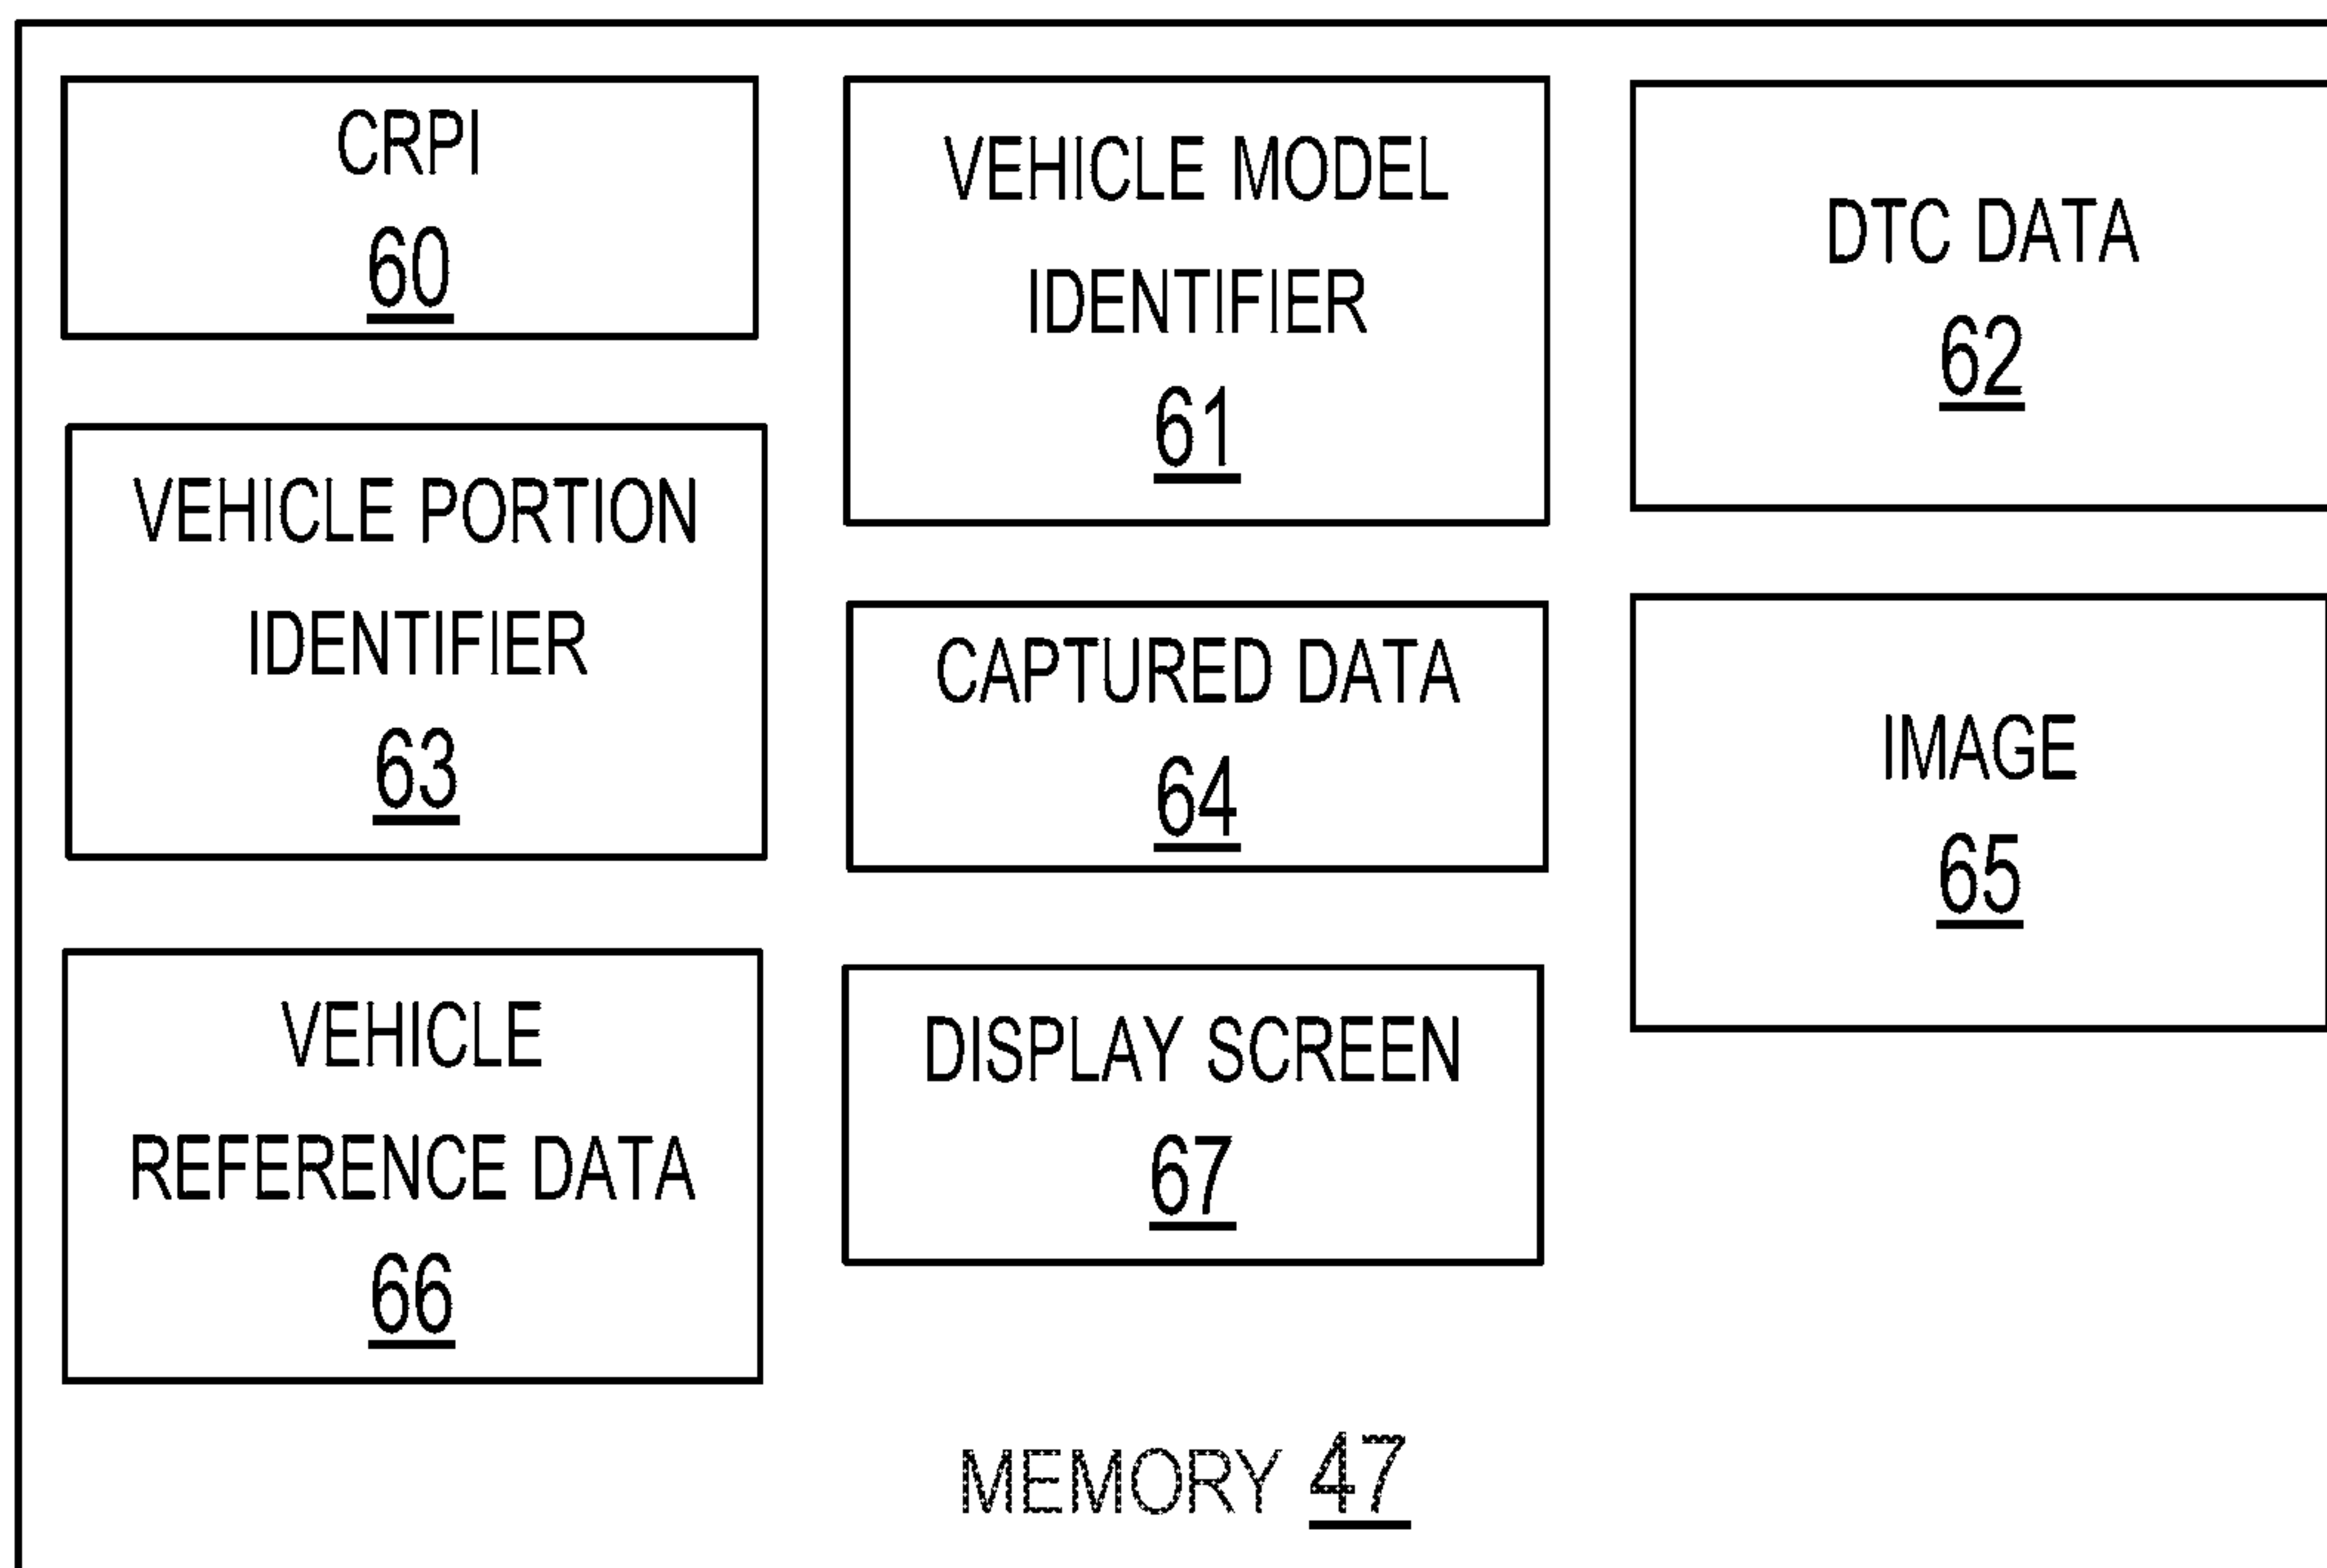 CRPI
60
VEHICLE MODEL
IDENTIFIER
61
DTC DATA
62
VEHICLE PORTION
IDENTIFIER
63
CAPTURED DATA
64
IMAGE
65
VEHICLE
REFERENCE DATA
66
DISPLAY SCREEN
67
MEMORY 47